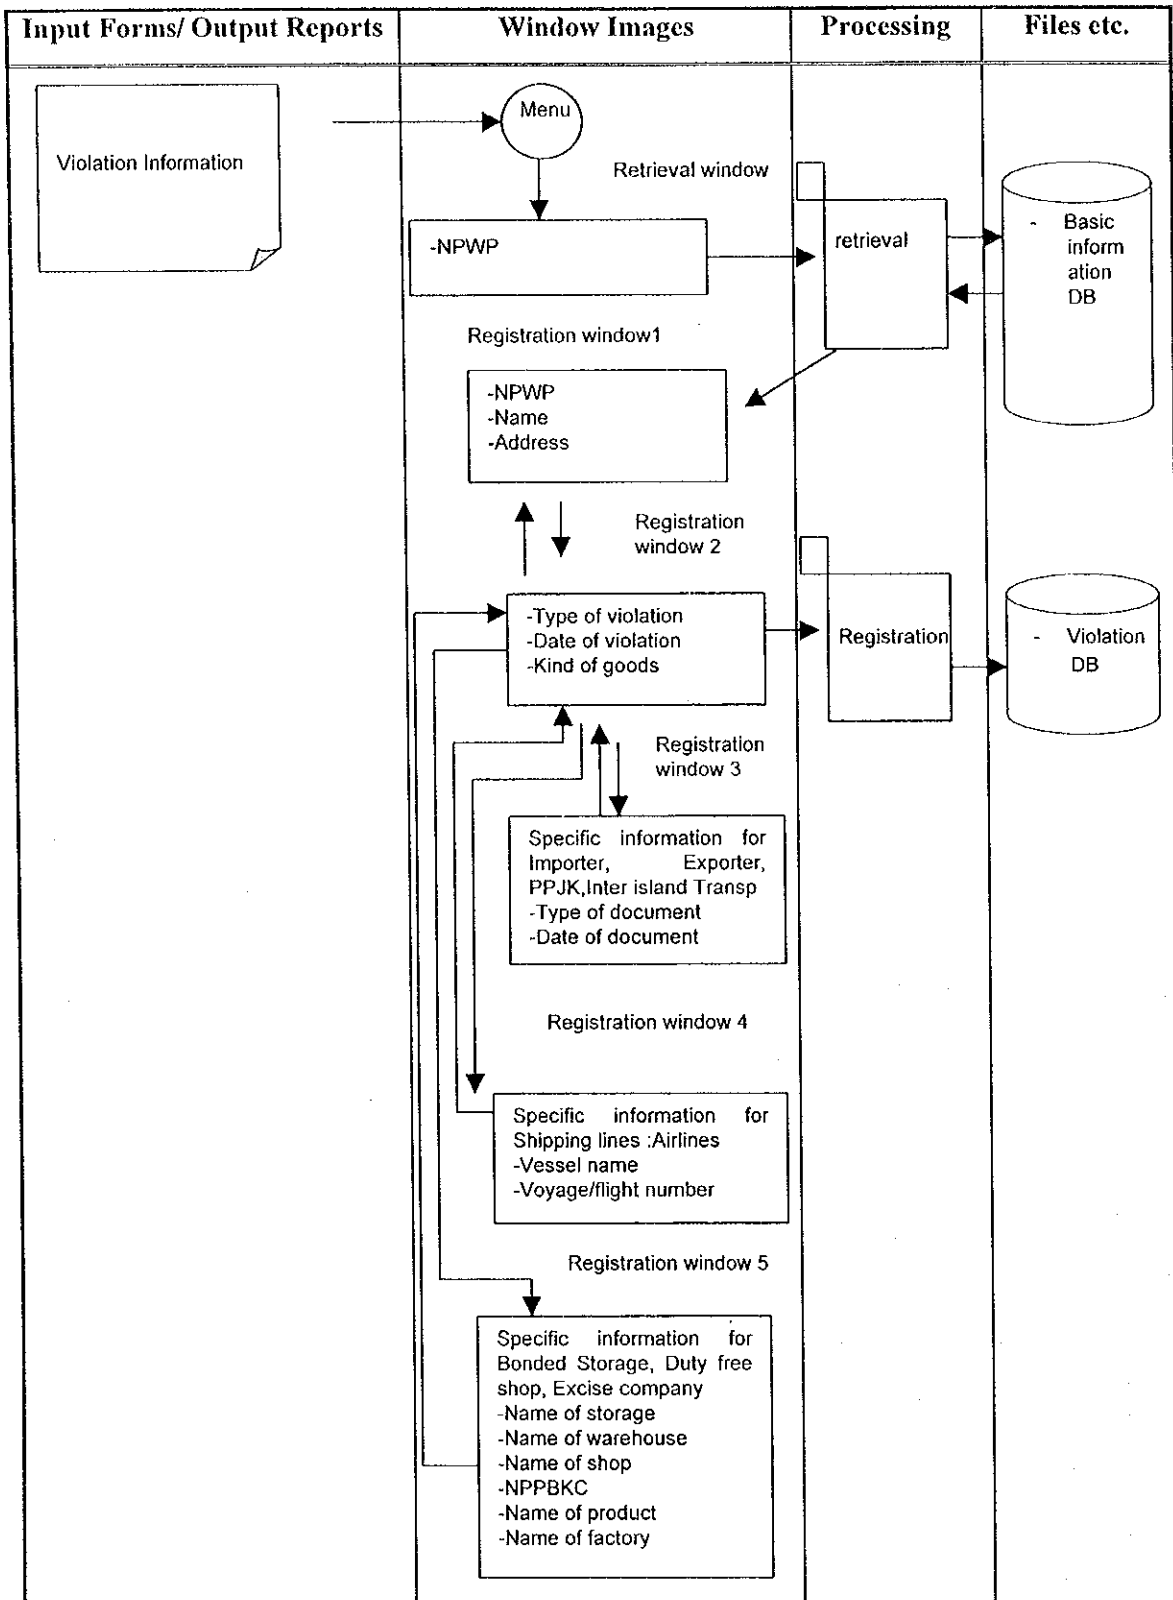 Input Forms/ Output Reports
Window Images
Processing
Files etc.
Violation Information
Menu
Retrieval window
-NPWP
retrieval
- Basic
inform
ation
DB
Registration window1
-NPWP
-Name
-Address
Registration
window 2
-Type of violation
-Date of violation
-Kind of goods
Registration
- Violation
DB
Registration
window 3
Specific information for
Importer, Exporter,
PPJK,Inter island Transp
-Type of document
-Date of document
Registration window 4
Specific information for
Shipping lines :Airlines
-Vessel name
-Voyage/flight number
Registration window 5
Specific information for
Bonded Storage, Duty free
shop, Excise company
-Name of storage
-Name of warehouse
-Name of shop
-NPPBKC
-Name of product
-Name of factory